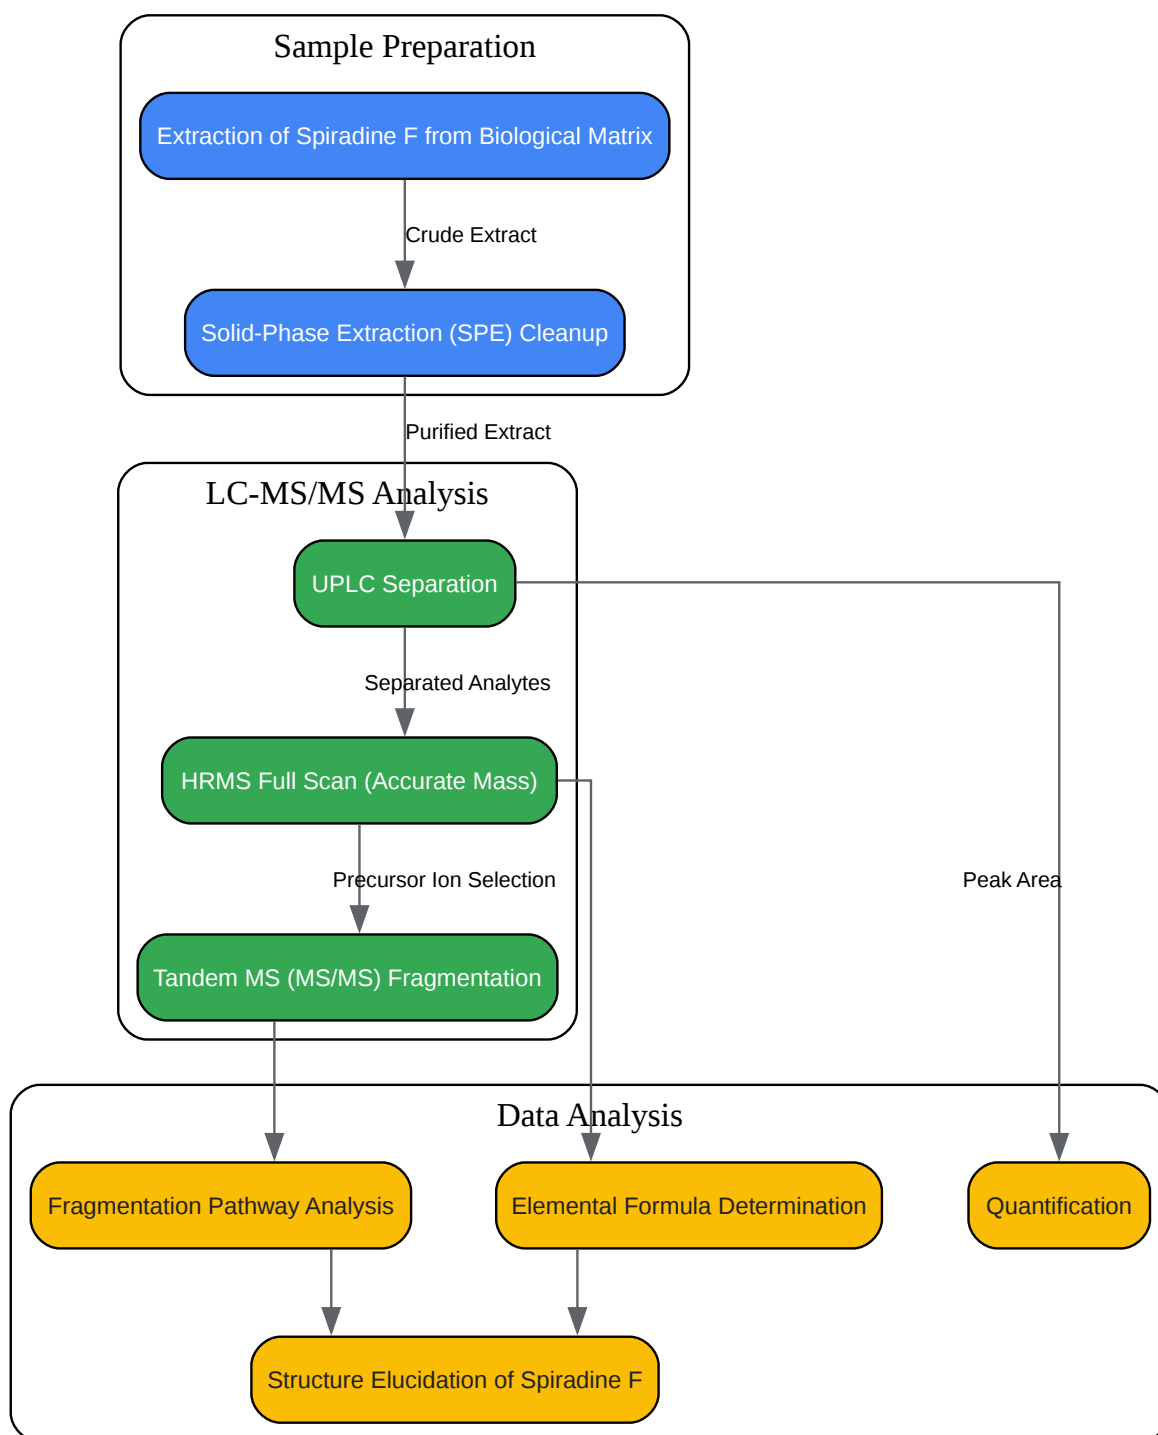 Sample Preparation
Extraction of Spiradine F from Biological Matrix
Crude Extract
Solid-Phase Extraction (SPE) Cleanup
Purified Extract
LC-MS/MS Analysis
UPLC Separation
Separated Analytes
HRMS Full Scan (Accurate Mass)
Precursor Ion Selection
Peak Area
Tandem MS (MS/MS) Fragmentation
Data Analysis
Fragmentation Pathway Analysis
Elemental Formula Determination
Quantification
Structure Elucidation of Spiradine F